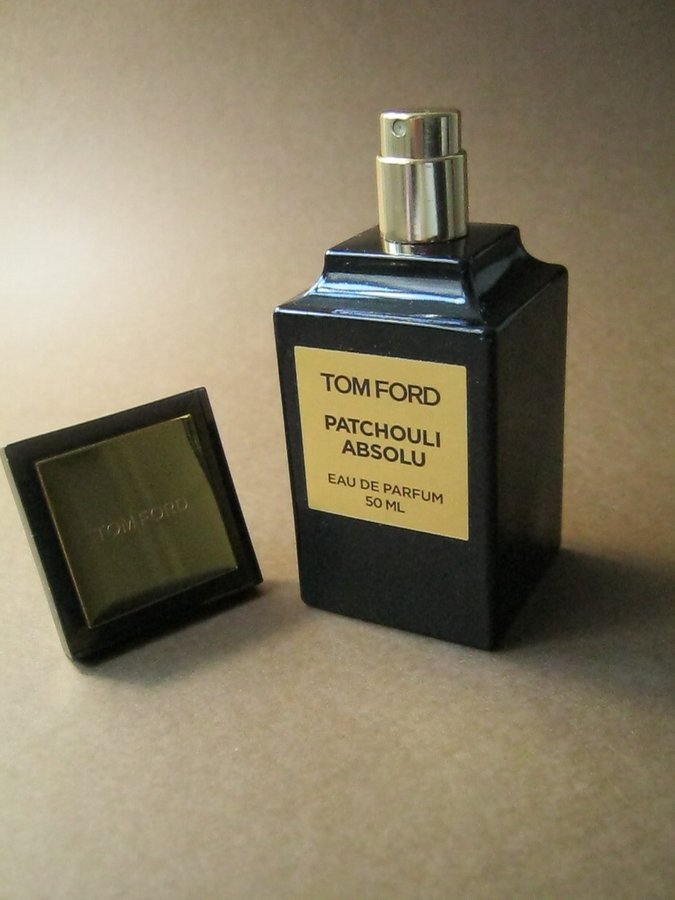 TOM FORD
PATCHOULI
ABSOLU
EAU DE PARFUM
50 ML
TOM FORD